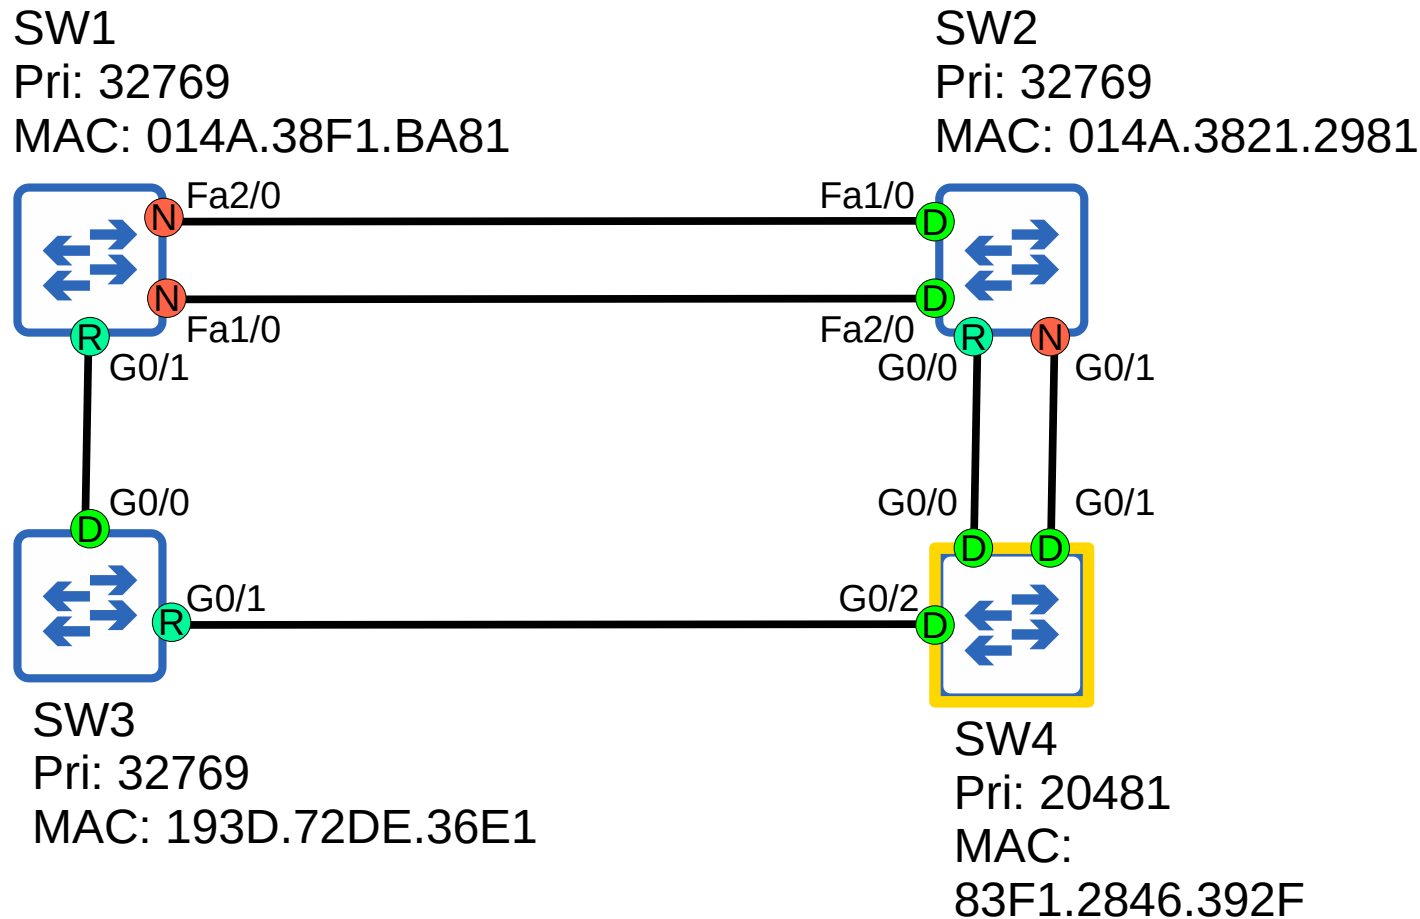 SW1
Pri: 32769
MAC: 014A.38F1.BA81
SW2
Pri: 32769
MAC: 014A.3821.2981
N Fa2/0
Fa1/0 D
N
Fa1/0
D
Fa2/0
R
G0/1
R
G0/0
N
G0/1
G0/0
D
G0/0
D
G0/1
D
R G0/1
G0/2
D
SW3
Pri: 32769
MAC: 193D.72DE.36E1
SW4
Pri: 20481
MAC:
83F1.2846.392F